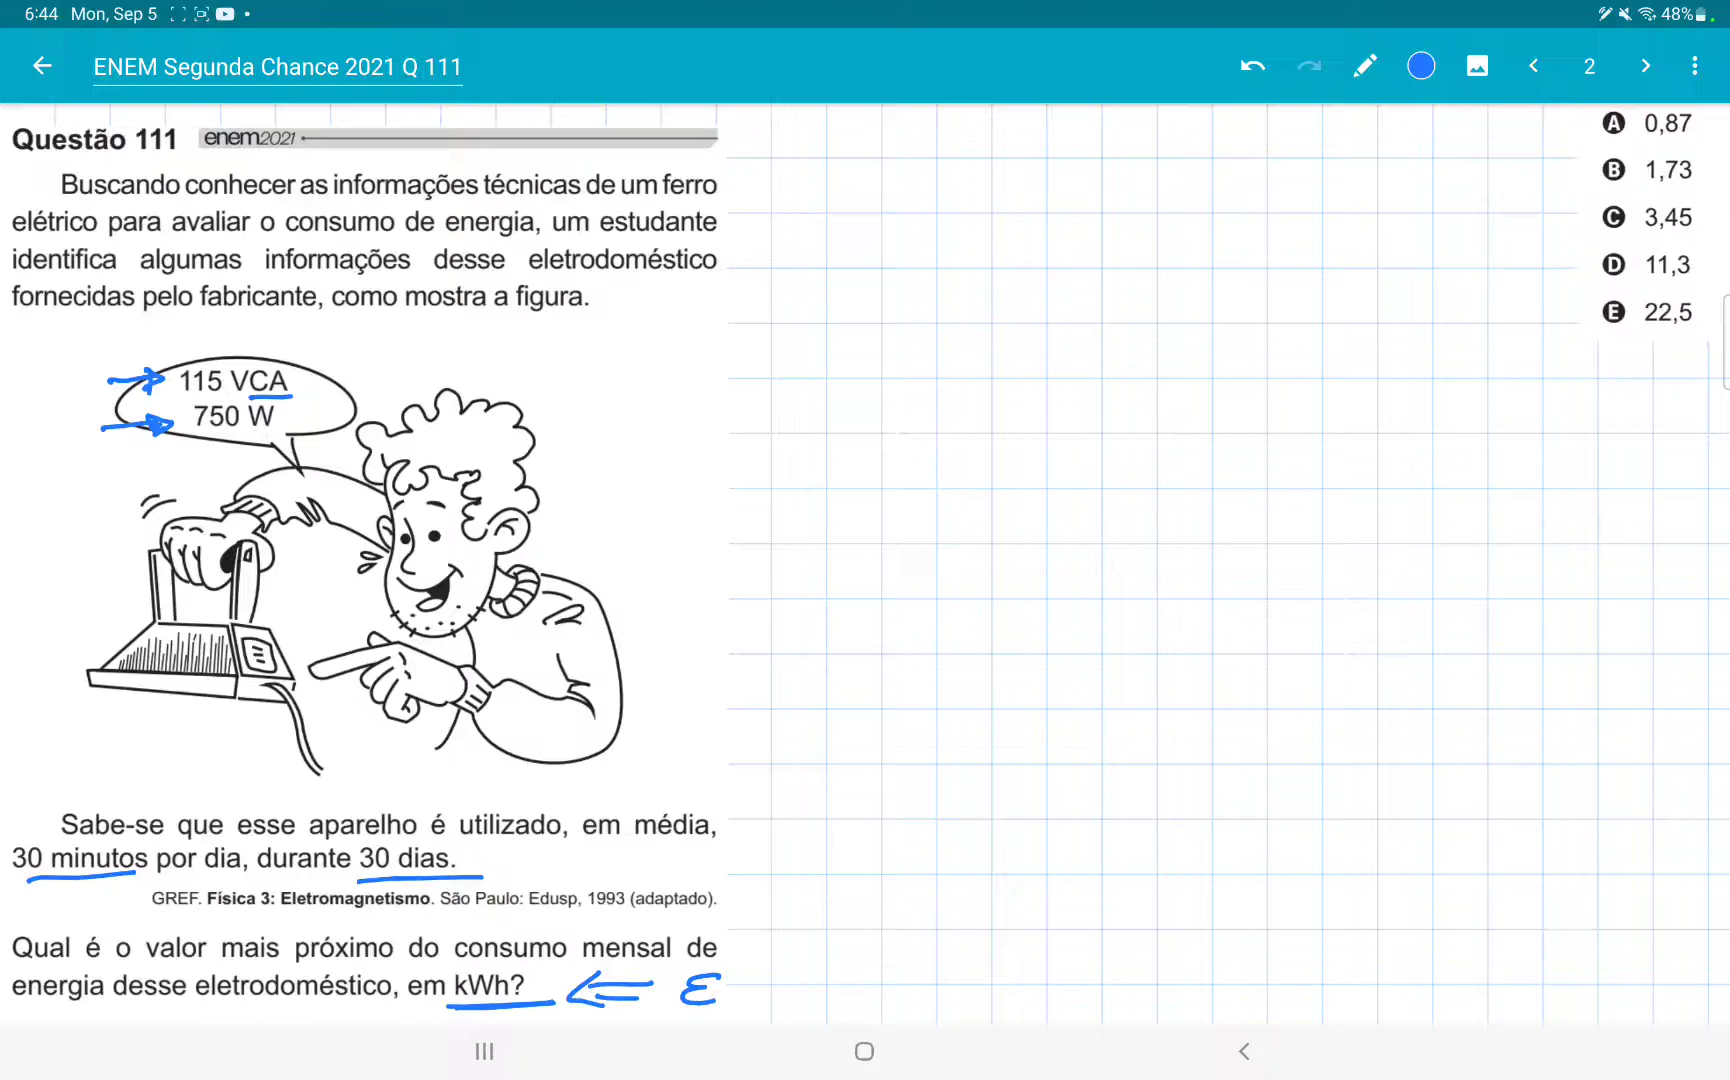 6:44 Mon, Sep 5 48%
ENEM Segunda Chance 2021 Q 111
2
Questão 111 enem2021
Buscando conhecer as informações técnicas de um ferro
elétrico para avaliar o consumo de energia, um estudante
identifica algumas informações desse eletrodoméstico
fornecidas pelo fabricante, como mostra a figura.
115 VCA
750 W
Sabe-se que esse aparelho é utilizado, em média,
30 minutos por dia, durante 30 dias.
GREF. Física 3: Eletromagnetismo. São Paulo: Edusp, 1993 (adaptado).
Qual é o valor mais próximo do consumo mensal de
energia desse eletrodoméstico, em kWh? ε
A 0,87
B 1,73
C 3,45
D 11,3
E 22,5